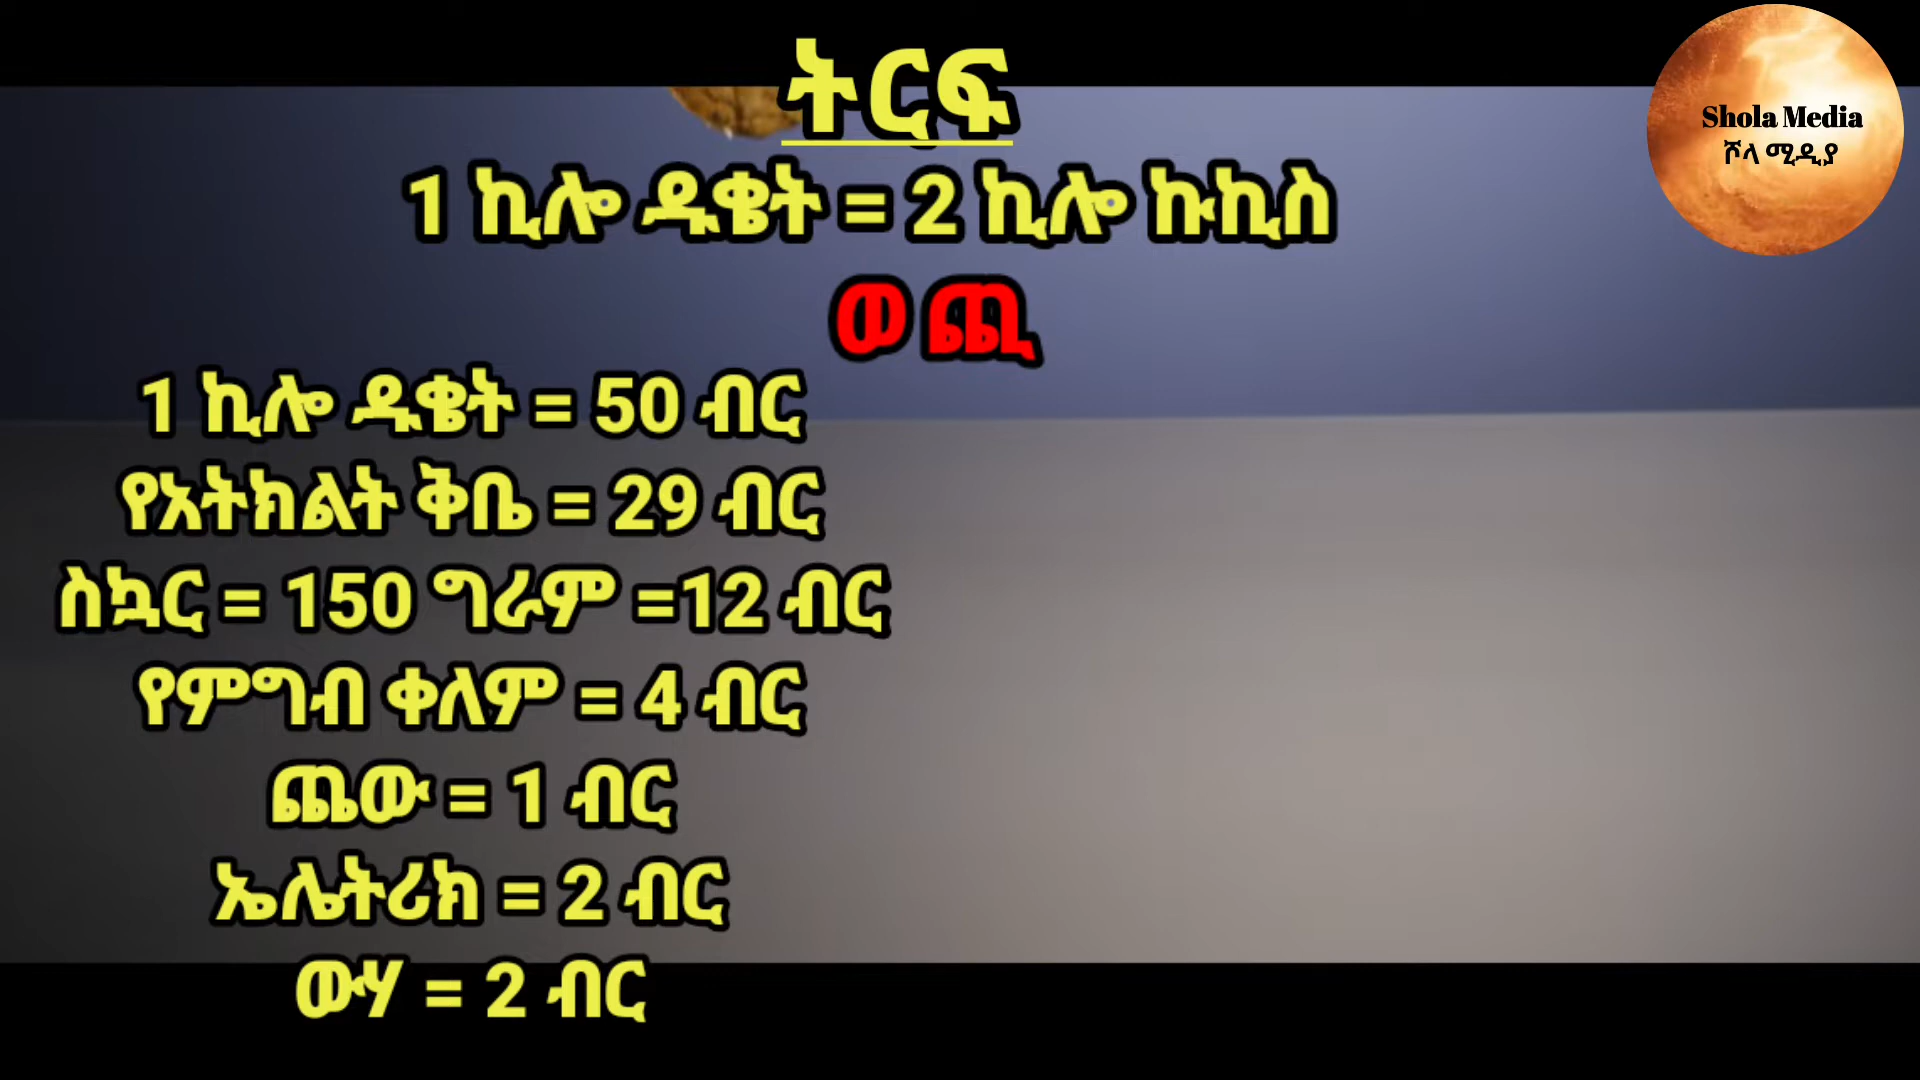 ትርፍ
Shola Media
ሾላ ሚዲያ
1 ኪሎ ዱቄት = 2 ኪሎ ኩኪስ
ወጪ
1 ኪሎ ዱቄት = 50 ብር
የአትክልት ቅቤ = 29 ብር
ስኳር = 150 ግራም =12 ብር
የምግብ ቀለም = 4 ብር
ጨው = 1 ብር
ኤሌትሪክ = 2 ብር
ውሃ = 2 ብር